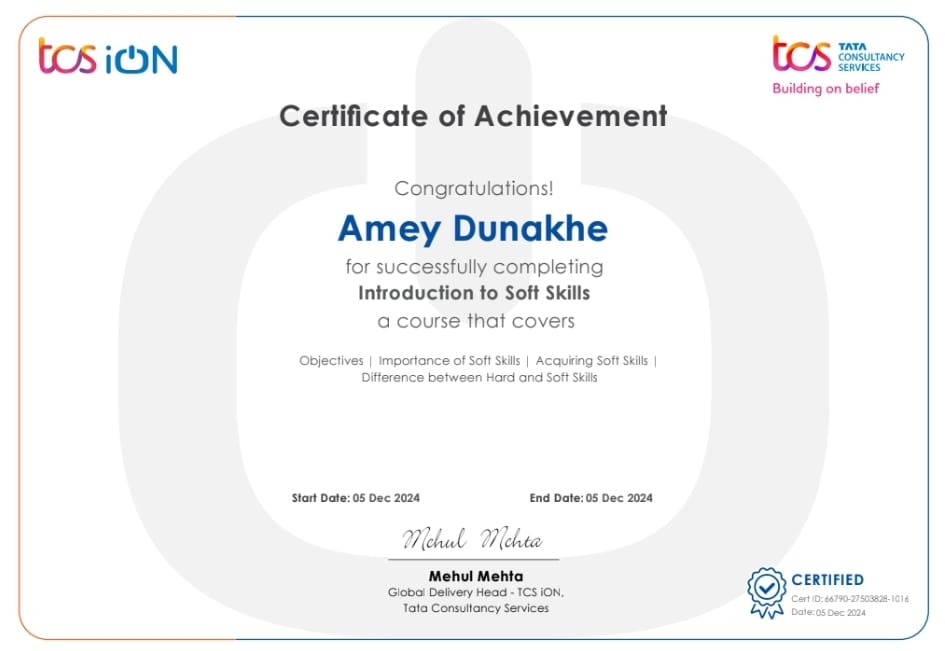 tcs iON
tcs TATA
CONSULTANCY
SERVICES
Building on belief
Certificate of Achievement
Congratulations!
Amey Dunakhe
for successfully completing
Introduction to Soft Skills
a course that covers
Objectives | Importance of Soft Skills | Acquiring Soft Skills |
Difference between Hard and Soft Skills
Start Date: 05 Dec 2024 End Date: 05 Dec 2024
Mehul Mehta
Mehul Mehta
Global Delivery Head - TCS iON,
Tata Consultancy Services
CERTIFIED
Cert ID: 66790-27503828-1016
Date: 05 Dec 2024